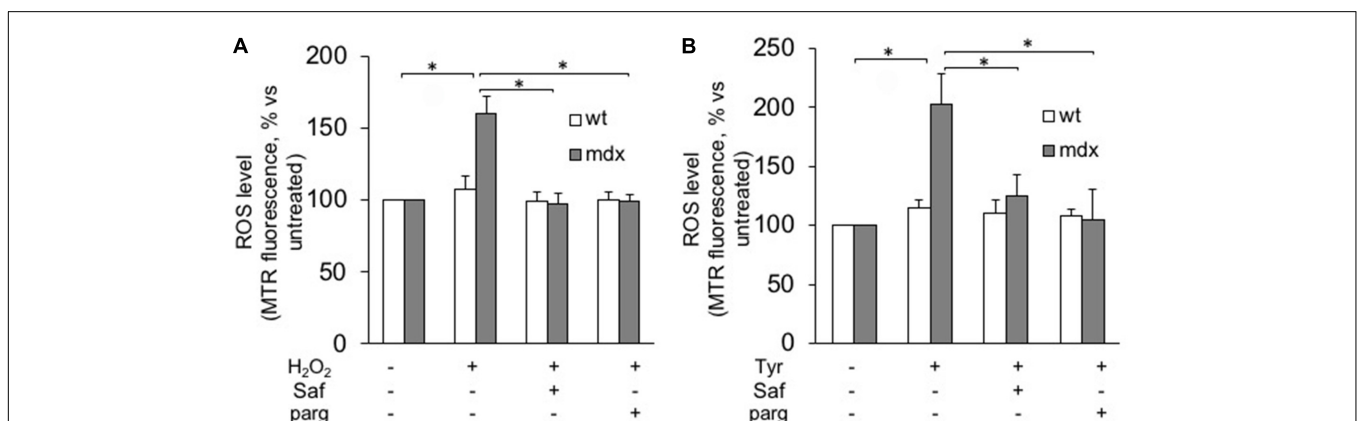 A
ROS level
(MTR fluorescence, % vs
untreated)
200
150
100
50
0
* * *
wt
mdx
H₂O₂ - + + +
Saf - - + -
parg - - - +
B
ROS level
(MTR fluorescence, % vs
untreated)
250
200
150
100
50
0
* * *
wt
mdx
Tyr - + + +
Saf - - + -
parg - - - +